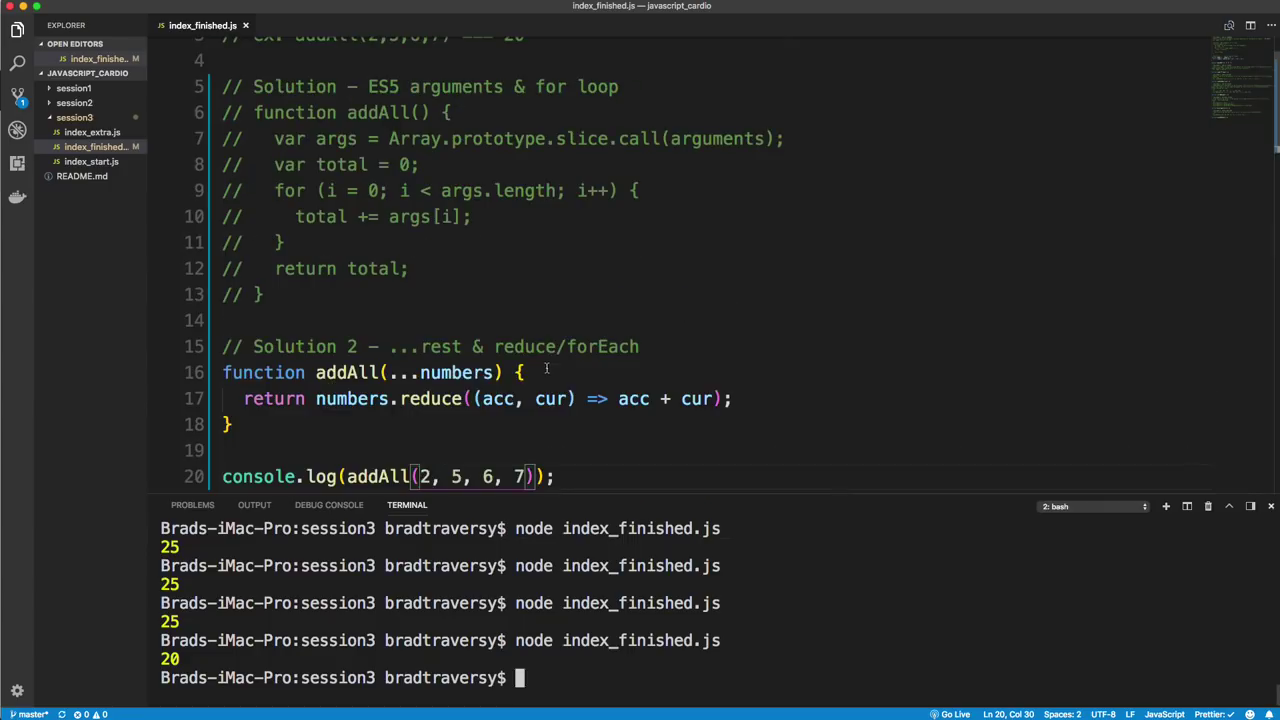 index_finished.js — javascript_cardio
EXPLORER
index_finished.js ×
OPEN EDITORS
index_finishe.. M
JAVASCRIPT_CARDIO
session1
session2
session3
index_extra.js
index_finished... M
index_start.js
README.md
1
4
5 // Solution – ES5 arguments & for loop
6 // function addAll() {
7 //   var args = Array.prototype.slice.call(arguments);
8 //   var total = 0;
9 //   for (i = 0; i < args.length; i++) {
10 //     total += args[i];
11 //   }
12 //   return total;
13 // }
14
15 // Solution 2 – ...rest & reduce/forEach
16 function addAll(...numbers) {
17   return numbers.reduce((acc, cur) => acc + cur);
18 }
19
20 console.log(addAll(2, 5, 6, 7));
PROBLEMS OUTPUT DEBUG CONSOLE TERMINAL 2: bash
Brads-iMac-Pro:session3 bradtraversy$ node index_finished.js
25
Brads-iMac-Pro:session3 bradtraversy$ node index_finished.js
25
Brads-iMac-Pro:session3 bradtraversy$ node index_finished.js
25
Brads-iMac-Pro:session3 bradtraversy$ node index_finished.js
20
Brads-iMac-Pro:session3 bradtraversy$
master* 0 0 Go Live Ln 20, Col 30 Spaces: 2 UTF-8 LF JavaScript Prettier: ✓